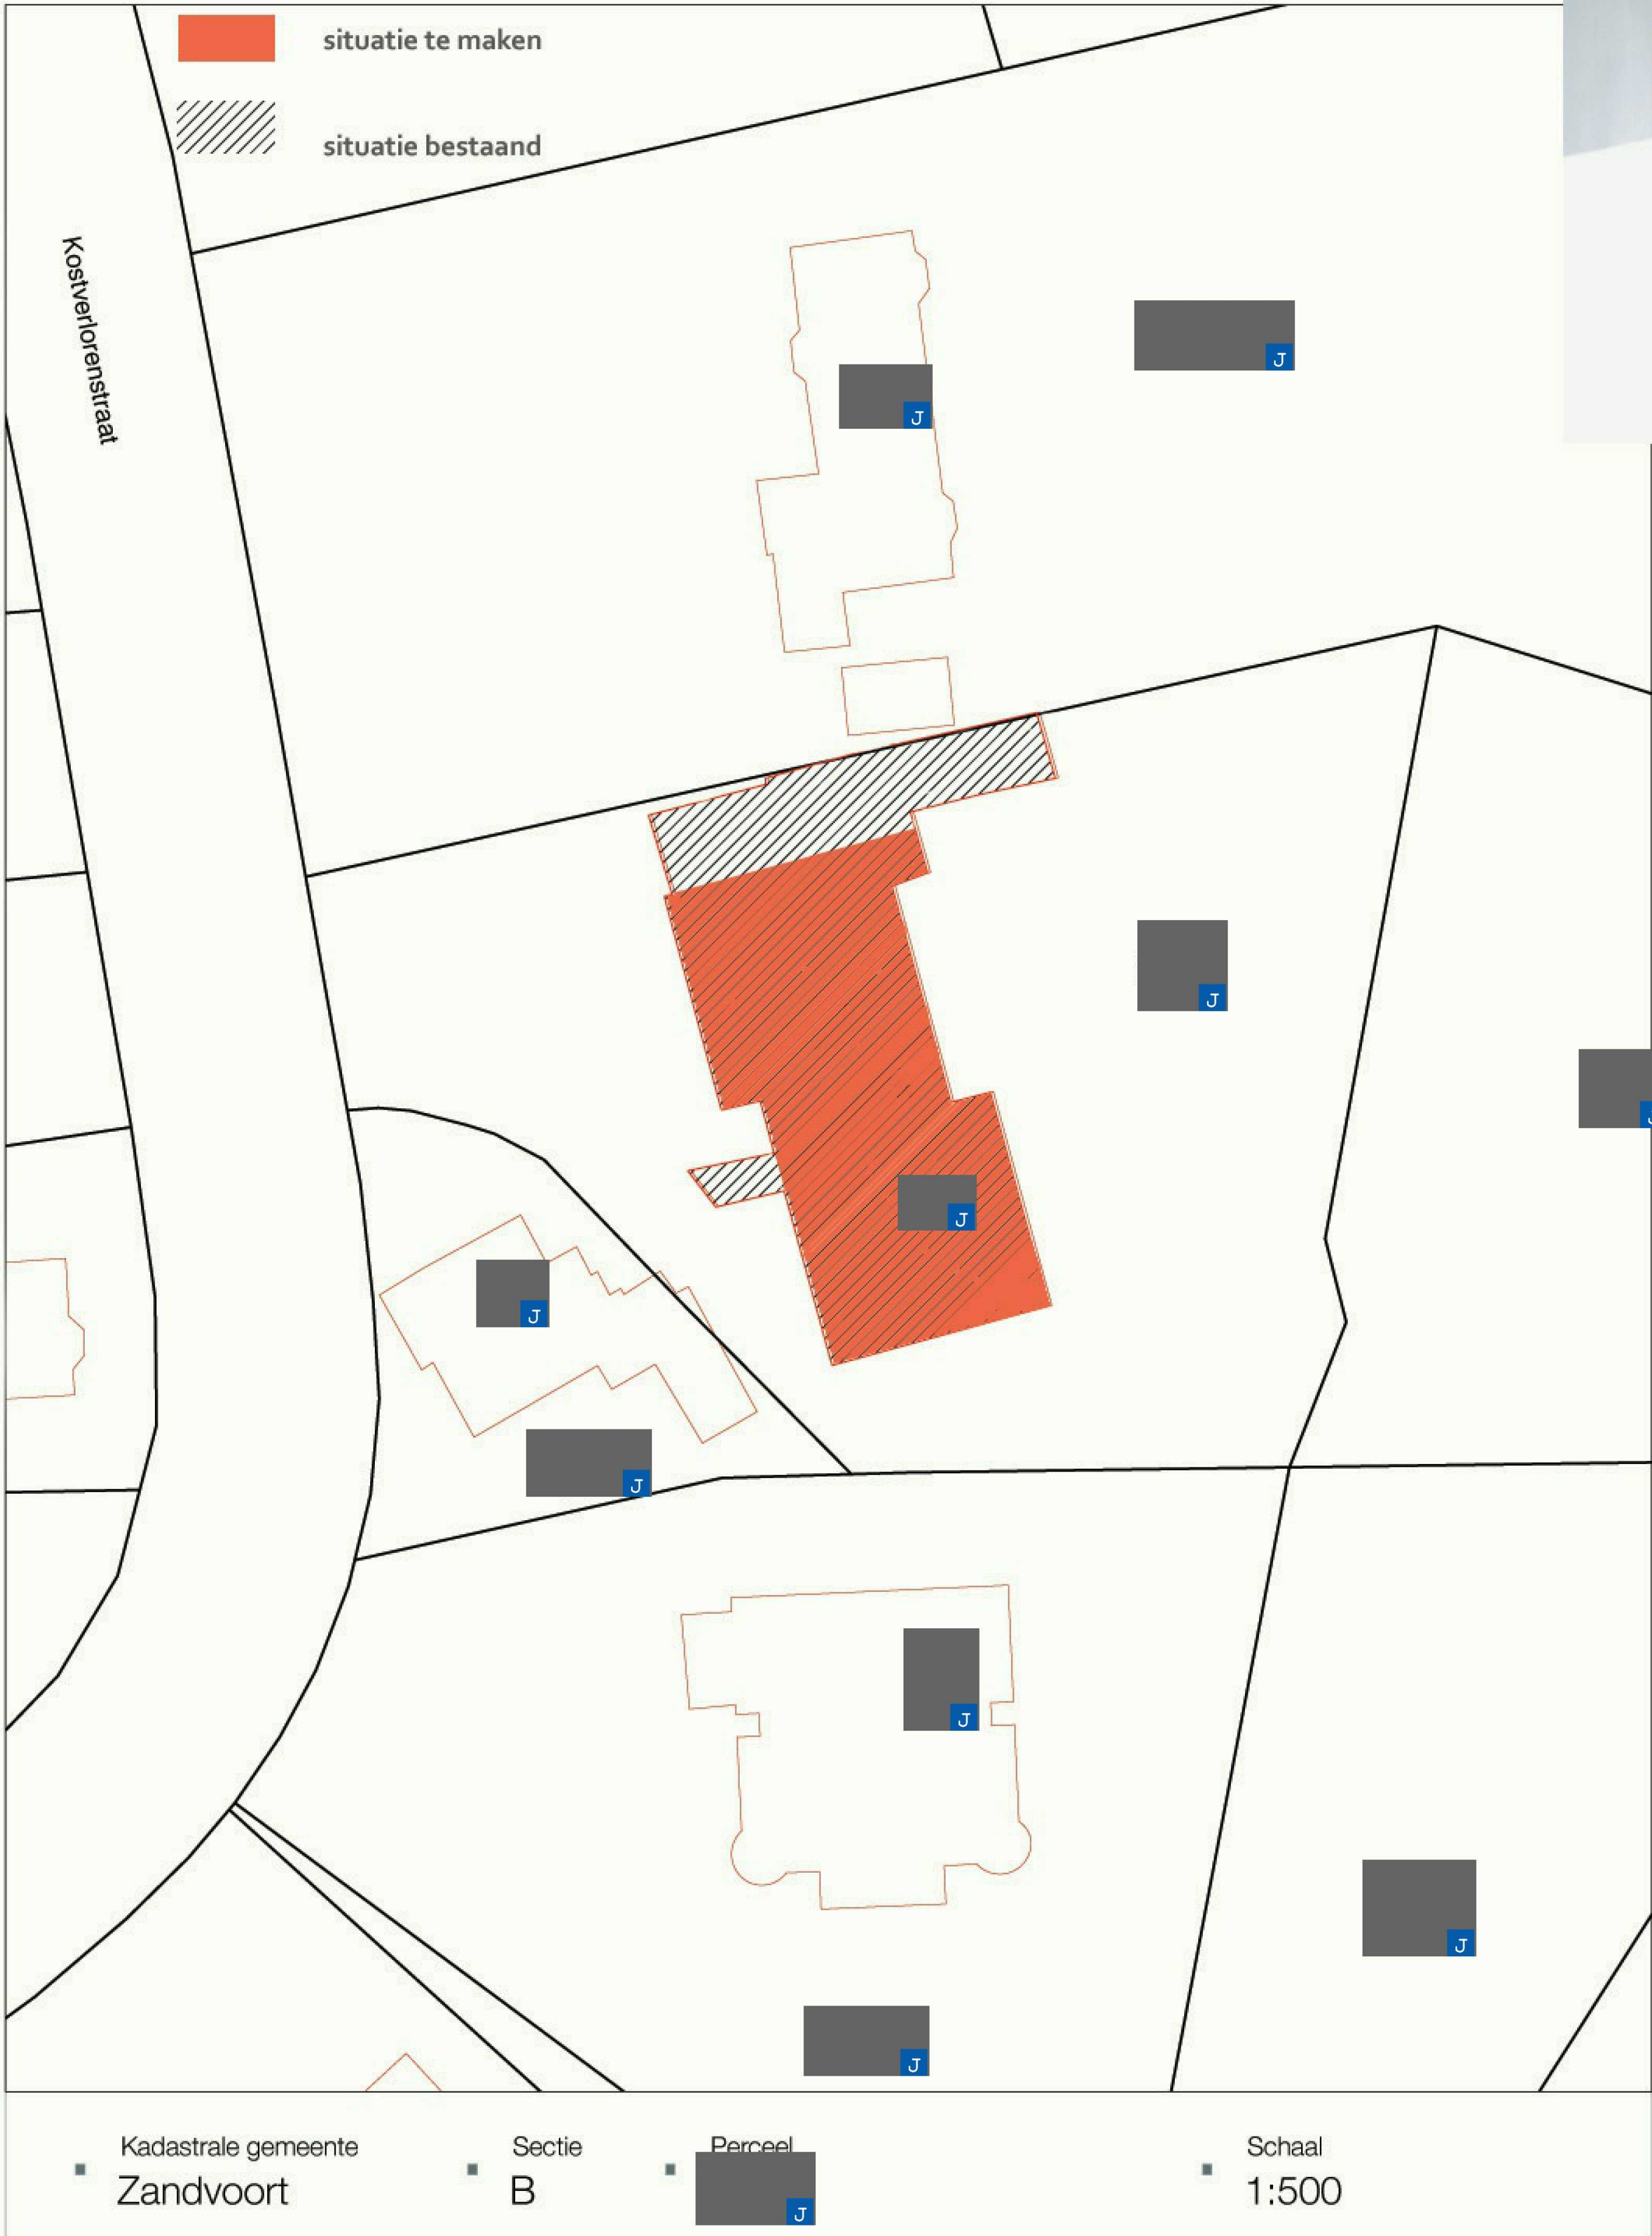 situatie te maken
situatie bestaand
Kostverlorenstraat
J
J
J
J
J
J
J
J
J
J
Kadastrale gemeente
Zandvoort
Sectie
B
Perceel
J
Schaal
1:500